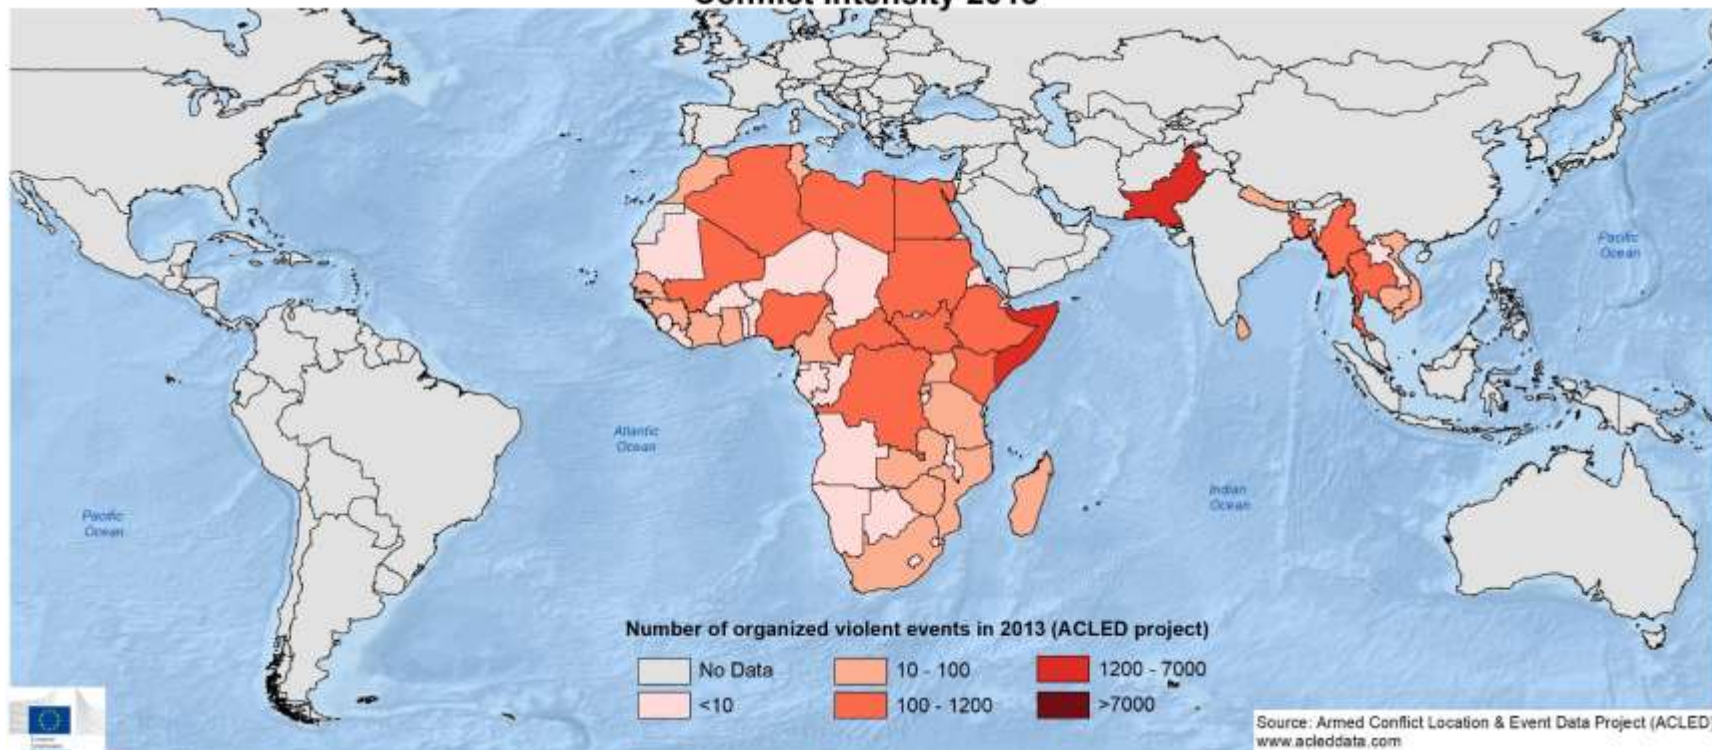 Conflict Intensity 2013
Pacific
Ocean
Atlantic
Ocean
Pacific
Ocean
Indian
Ocean
Number of organized violent events in 2013 (ACLED project)
No Data
10 - 100
1200 - 7000
<10
100 - 1200
>7000
Source: Armed Conflict Location & Event Data Project (ACLED)
www.acleddata.com